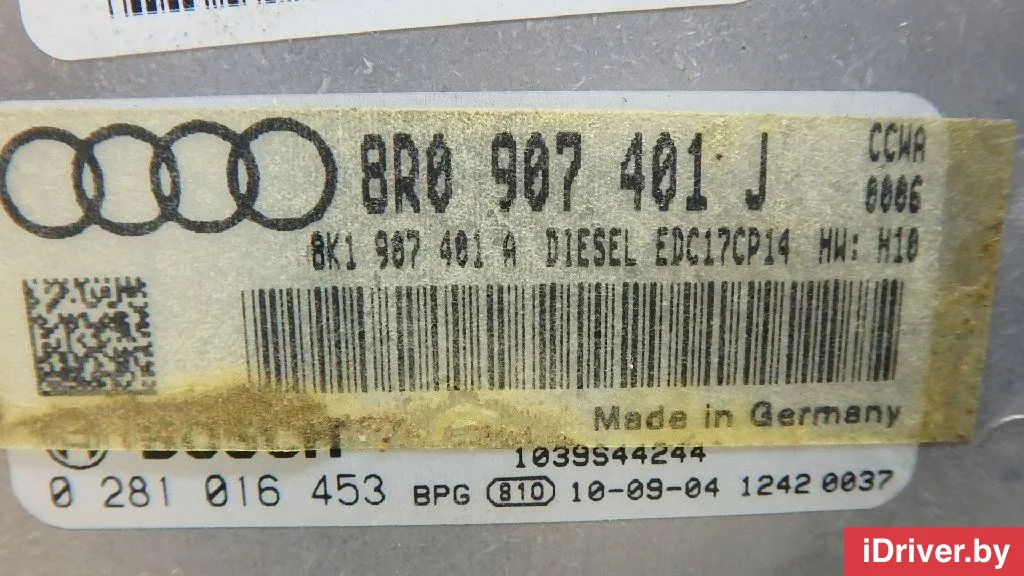 8R0 907 401 J
CCWA
0006
8K1 907 401 A DIESEL EDC17CP14 HW: H10
Made in Germany
BOSCH
1039S44244
0 281 016 453 BPG 810 10-09-04 1242 0037
iDriver.by